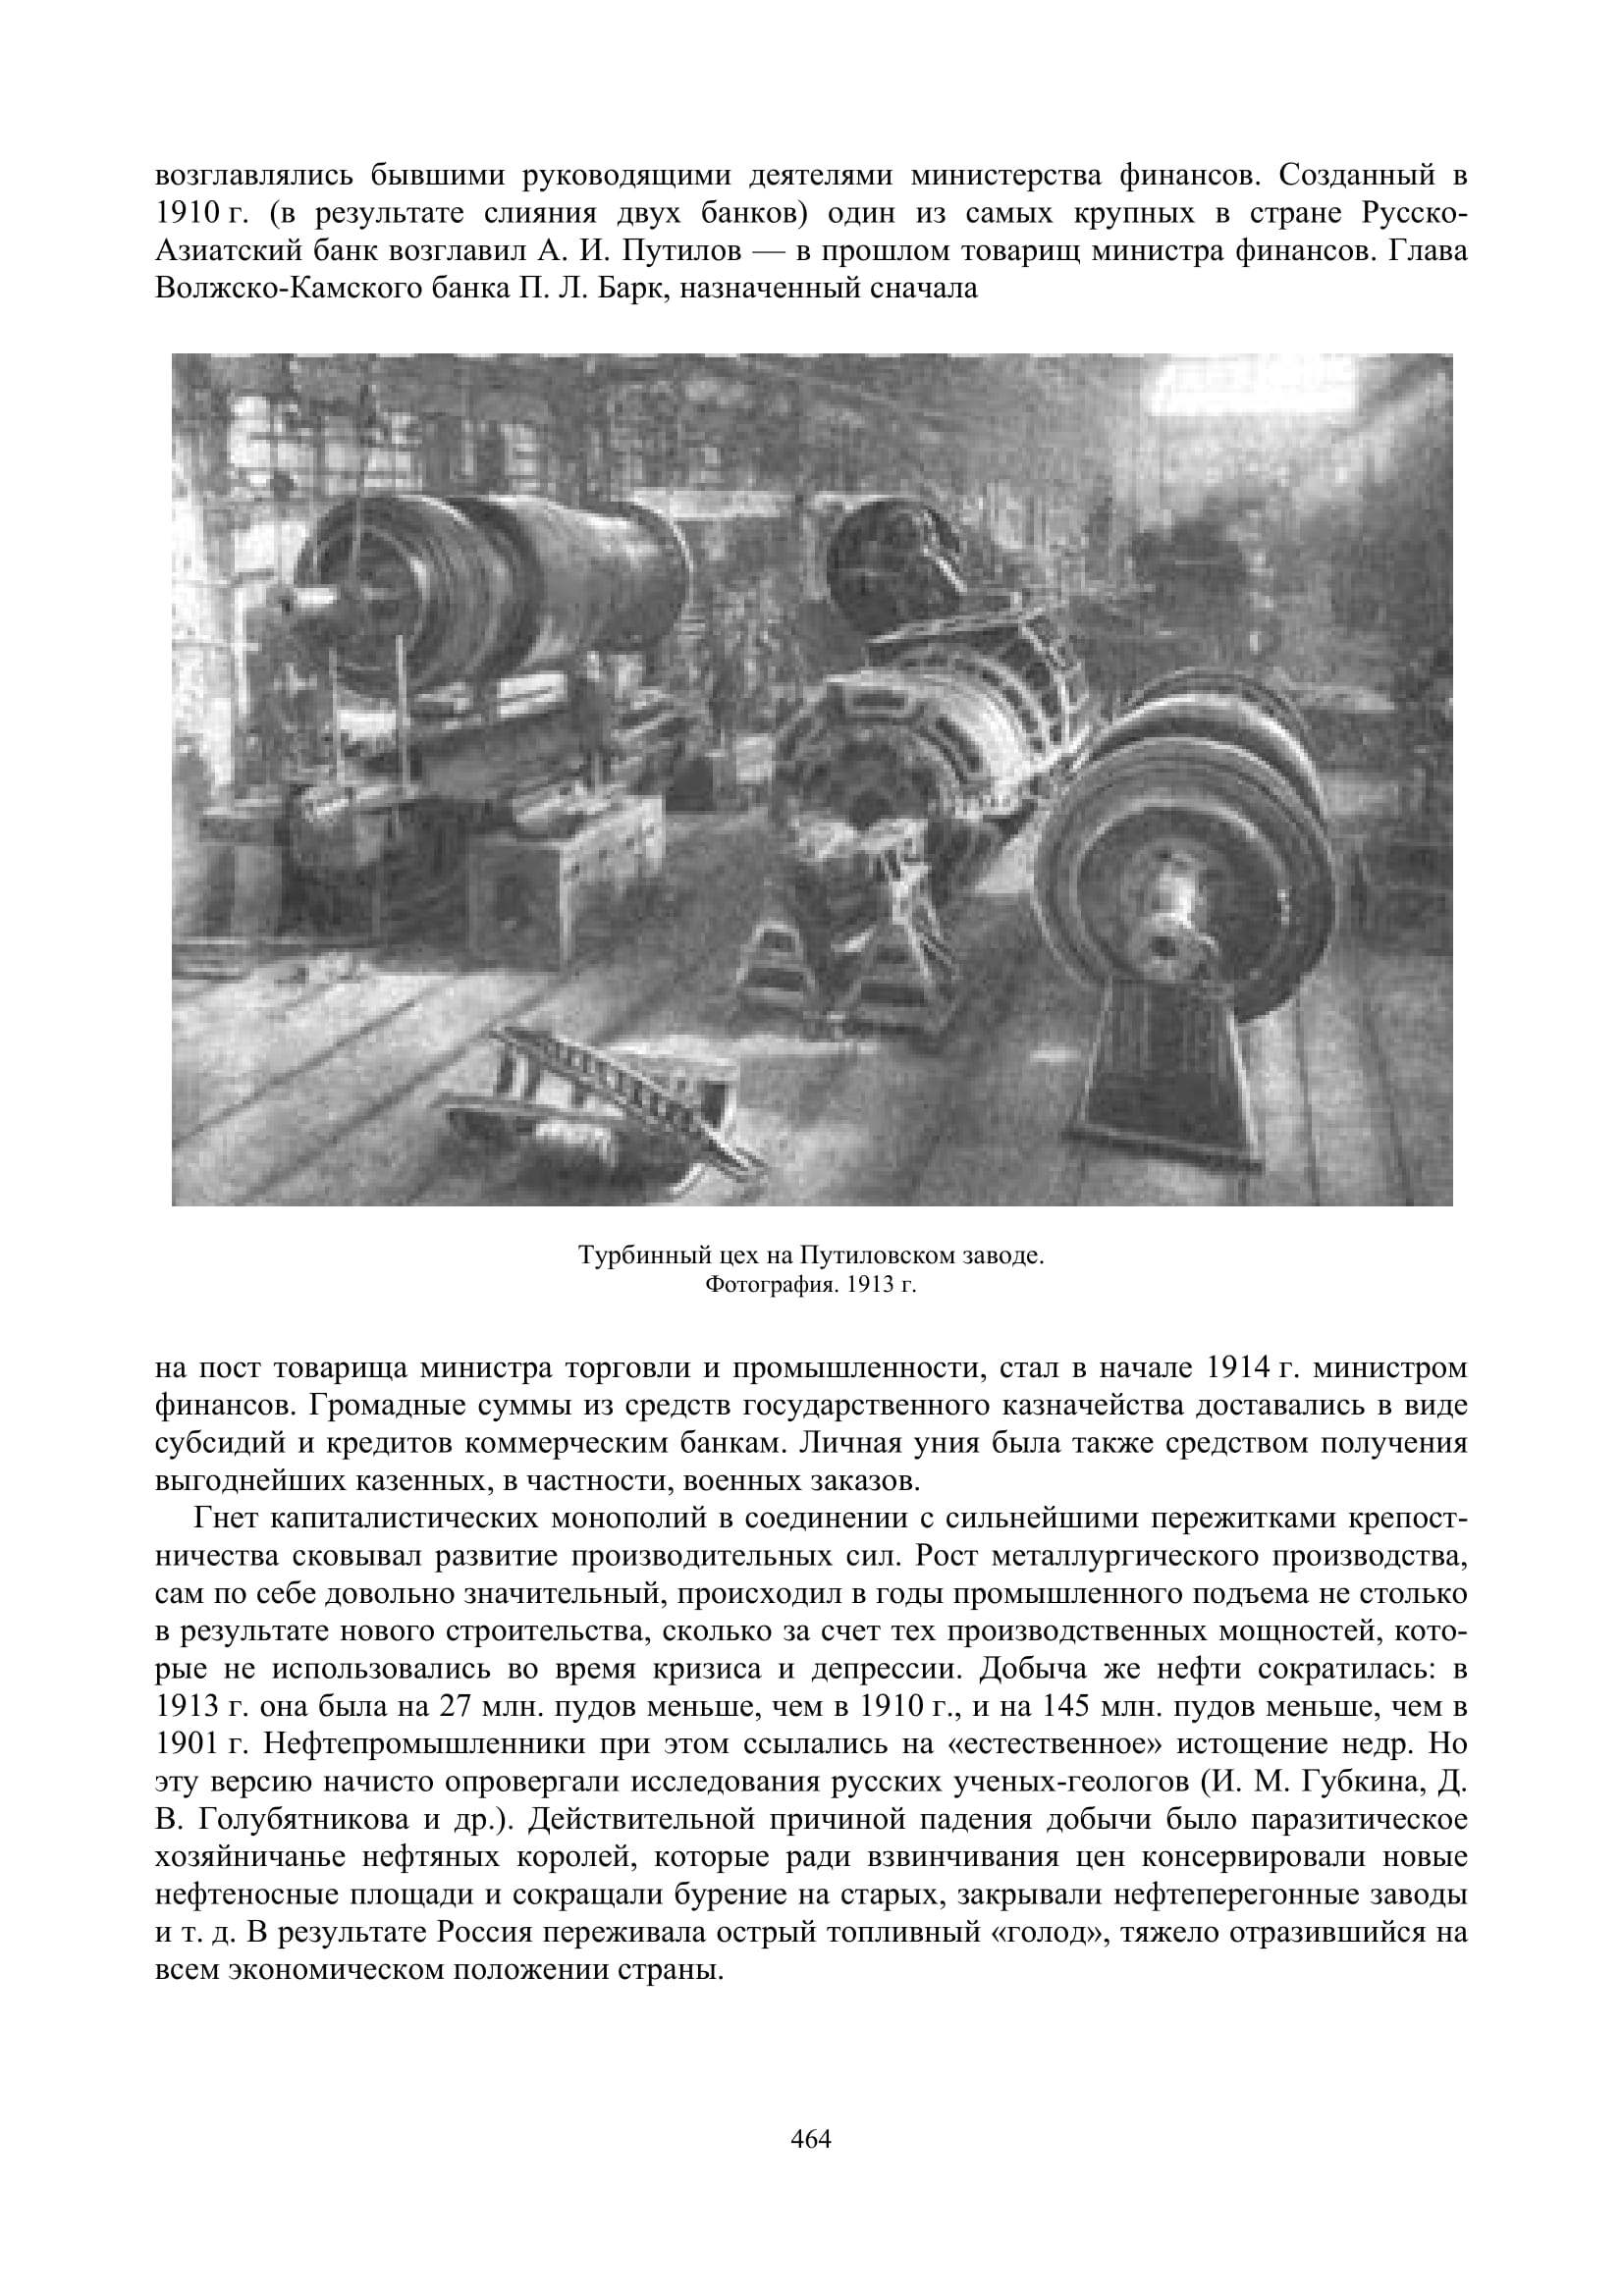 возглавлялись бывшими руководящими деятелями министерства финансов. Созданный в
1910 г. (в результате слияния двух банков) один из самых крупных в стране Русско-
Азиатский банк возглавил А. И. Путилов — в прошлом товарищ министра финансов. Глава
Волжско-Камского банка П. Л. Барк, назначенный сначала
Турбинный цех на Путиловском заводе.
Фотография. 1913 г.
на пост товарища министра торговли и промышленности, стал в начале 1914 г. министром
финансов. Громадные суммы из средств государственного казначейства доставались в виде
субсидий и кредитов коммерческим банкам. Личная уния была также средством получения
выгоднейших казенных, в частности, военных заказов.
Гнет капиталистических монополий в соединении с сильнейшими пережитками крепост-
ничества сковывал развитие производительных сил. Рост металлургического производства,
сам по себе довольно значительный, происходил в годы промышленного подъема не столько
в результате нового строительства, сколько за счет тех производственных мощностей, кото-
рые не использовались во время кризиса и депрессии. Добыча же нефти сократилась: в
1913 г. она была на 27 млн. пудов меньше, чем в 1910 г., и на 145 млн. пудов меньше, чем в
1901 г. Нефтепромышленники при этом ссылались на «естественное» истощение недр. Но
эту версию начисто опровергали исследования русских ученых-геологов (И. М. Губкина, Д.
В. Голубятникова и др.). Действительной причиной падения добычи было паразитическое
хозяйничанье нефтяных королей, которые ради взвинчивания цен консервировали новые
нефтеносные площади и сокращали бурение на старых, закрывали нефтеперегонные заводы
и т. д. В результате Россия переживала острый топливный «голод», тяжело отразившийся на
всем экономическом положении страны.
464